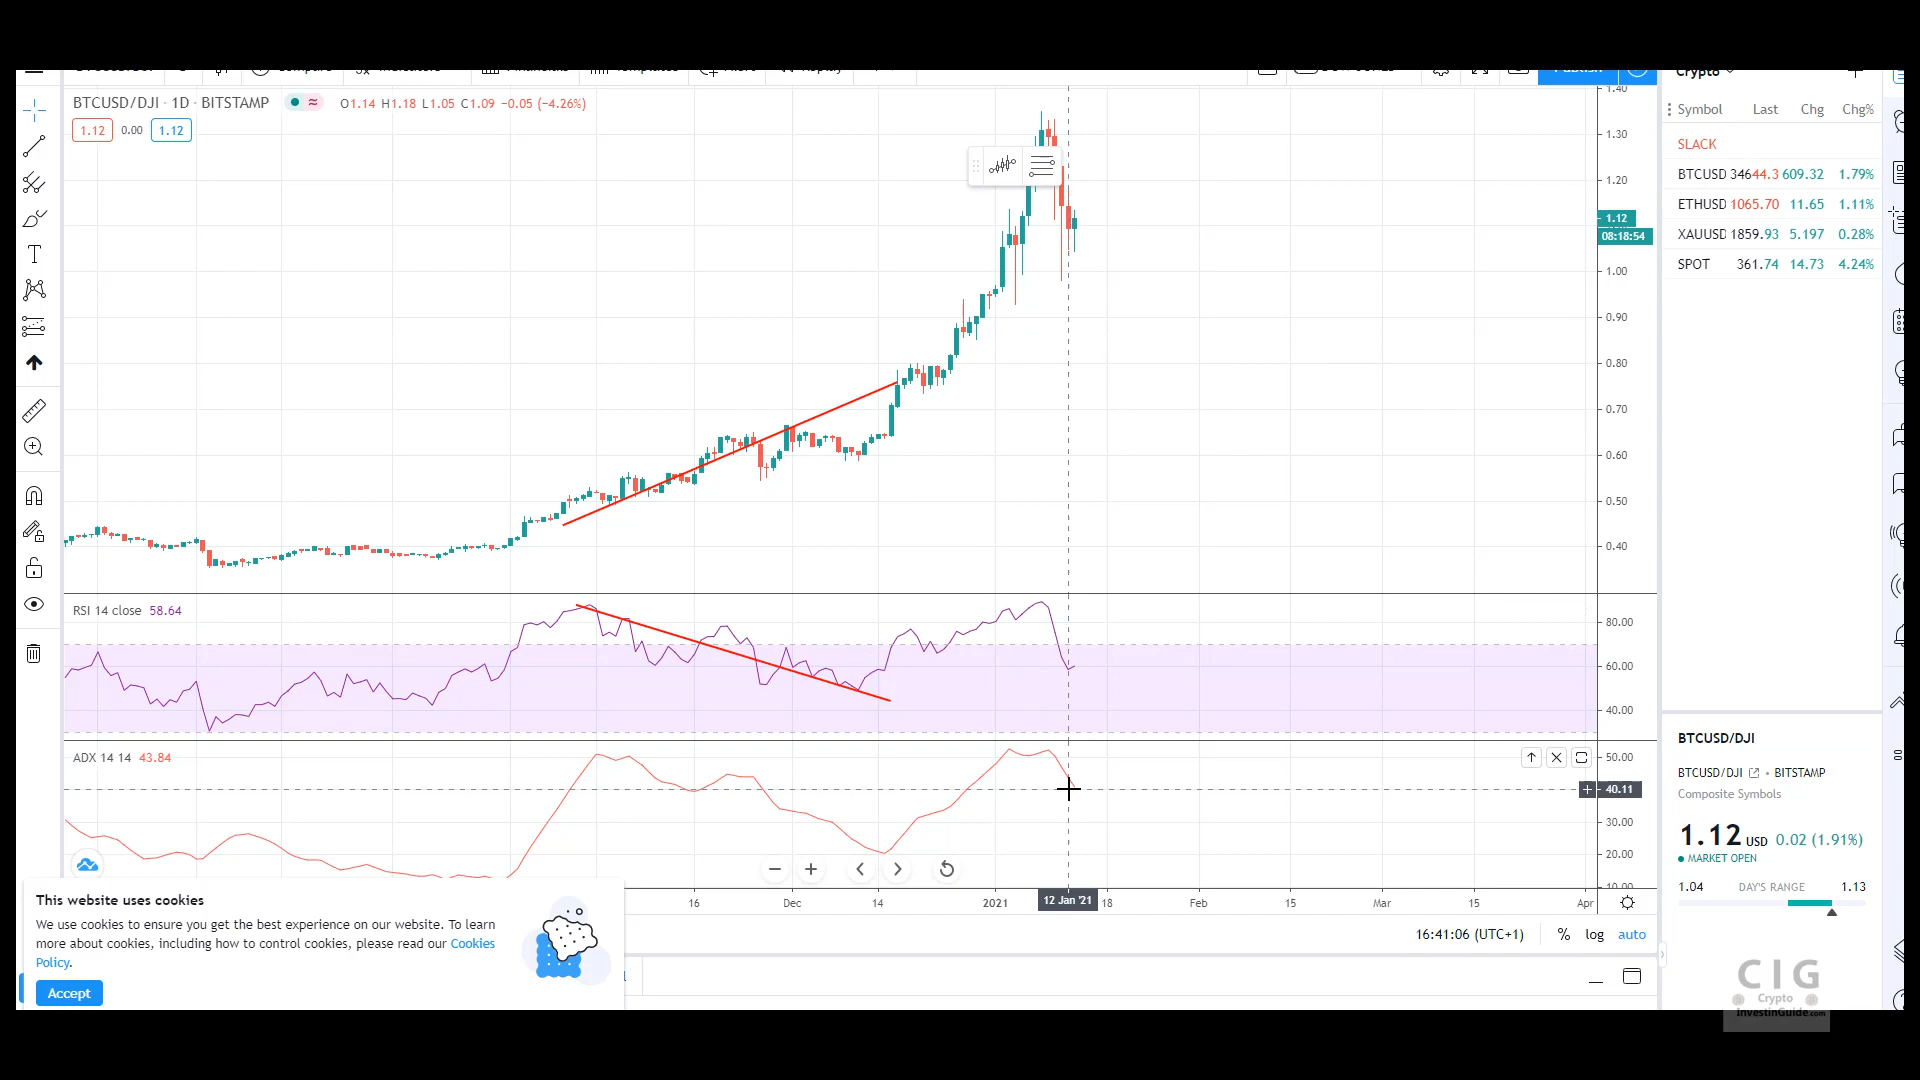 Crypto
BTCUSD/DJI · 1D · BITSTAMP
O1.14 H1.18 L1.05 C1.09 −0.05 (−4.26%)
1.12 0.00 1.12
Symbol Last Chg Chg%
SLACK
BTCUSD 34644.3 609.32 1.79%
ETHUSD 1065.70 11.65 1.11%
XAUUSD 1859.93 5.197 0.28%
SPOT 361.74 14.73 4.24%
1.40
1.30
1.20
1.12
08:18:54
1.00
0.90
0.80
0.70
0.60
0.50
0.40
RSI 14 close 58.64
80.00
60.00
40.00
ADX 14 14 43.84
50.00
40.11
30.00
20.00
10.00
16 Dec 14 2021 12 Jan '21 18 Feb 15 Mar 15 Apr
16:41:06 (UTC+1) % log auto
BTCUSD/DJI
BTCUSD/DJI • BITSTAMP
Composite Symbols
1.12 USD 0.02 (1.91%)
MARKET OPEN
1.04 DAY'S RANGE 1.13
This website uses cookies
We use cookies to ensure you get the best experience on our website. To learn
more about cookies, including how to control cookies, please read our Cookies
Policy.
Accept
CIG
Crypto
InvestinGuide.com